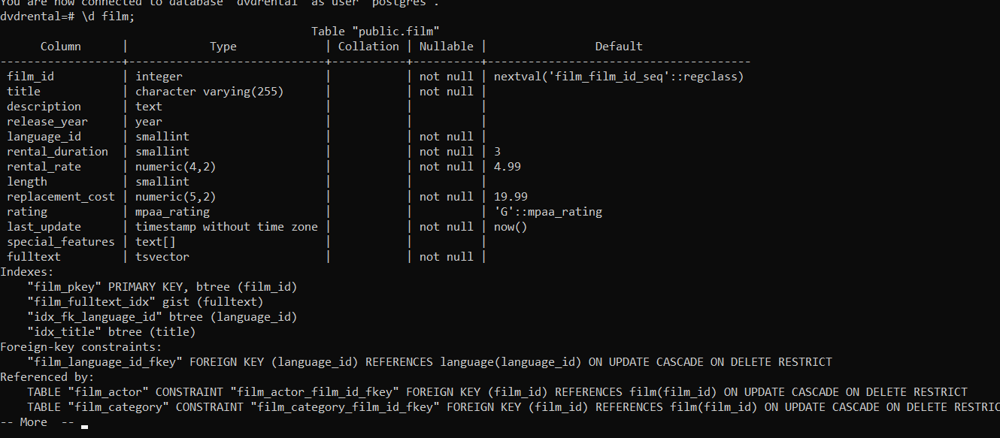 You are now connected to database "dvdrental" as user "postgres".
dvdrental=# \d film;
                                              Table "public.film"
      Column      |            Type             | Collation | Nullable |                Default
------------------+-----------------------------+-----------+----------+---------------------------------------
 film_id          | integer                     |           | not null | nextval('film_film_id_seq'::regclass)
 title            | character varying(255)      |           | not null |
 description      | text                        |           |          |
 release_year     | year                        |           |          |
 language_id      | smallint                    |           | not null |
 rental_duration  | smallint                    |           | not null | 3
 rental_rate      | numeric(4,2)                |           | not null | 4.99
 length           | smallint                    |           |          |
 replacement_cost | numeric(5,2)                |           | not null | 19.99
 rating           | mpaa_rating                 |           |          | 'G'::mpaa_rating
 last_update      | timestamp without time zone |           | not null | now()
 special_features | text[]                      |           |          |
 fulltext         | tsvector                    |           | not null |
Indexes:
    "film_pkey" PRIMARY KEY, btree (film_id)
    "film_fulltext_idx" gist (fulltext)
    "idx_fk_language_id" btree (language_id)
    "idx_title" btree (title)
Foreign-key constraints:
    "film_language_id_fkey" FOREIGN KEY (language_id) REFERENCES language(language_id) ON UPDATE CASCADE ON DELETE RESTRICT
Referenced by:
    TABLE "film_actor" CONSTRAINT "film_actor_film_id_fkey" FOREIGN KEY (film_id) REFERENCES film(film_id) ON UPDATE CASCADE ON DELETE RESTRICT
    TABLE "film_category" CONSTRAINT "film_category_film_id_fkey" FOREIGN KEY (film_id) REFERENCES film(film_id) ON UPDATE CASCADE ON DELETE RESTRIC
-- More  --